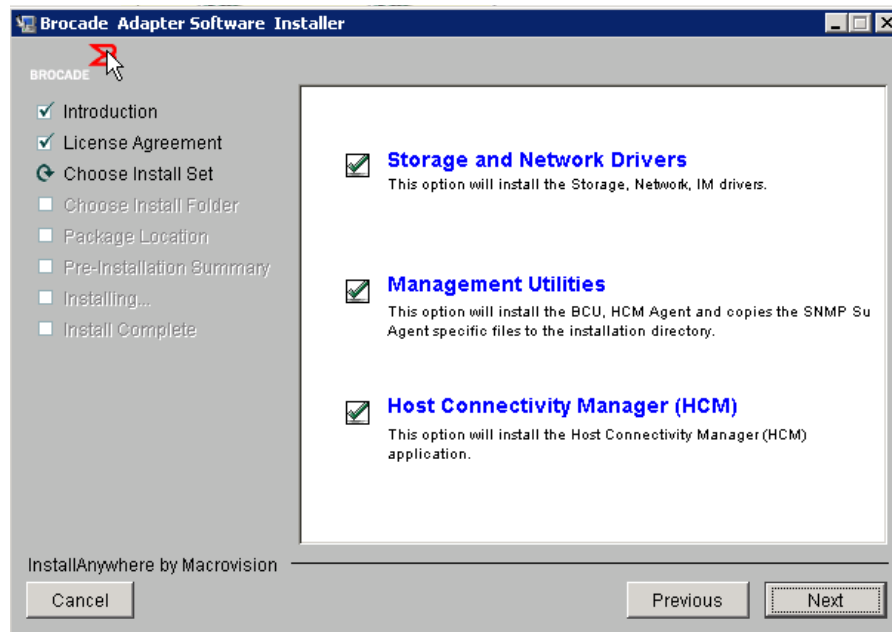 Brocade Adapter Software Installer
BROCADE
Introduction
License Agreement
Choose Install Set
Choose Install Folder
Package Location
Pre-Installation Summary
Installing...
Install Complete
Storage and Network Drivers
This option will install the Storage, Network, IM drivers.
Management Utilities
This option will install the BCU, HCM Agent and copies the SNMP Su
Agent specific files to the installation directory.
Host Connectivity Manager (HCM)
This option will install the Host Connectivity Manager (HCM)
application.
InstallAnywhere by Macrovision
Cancel
Previous
Next